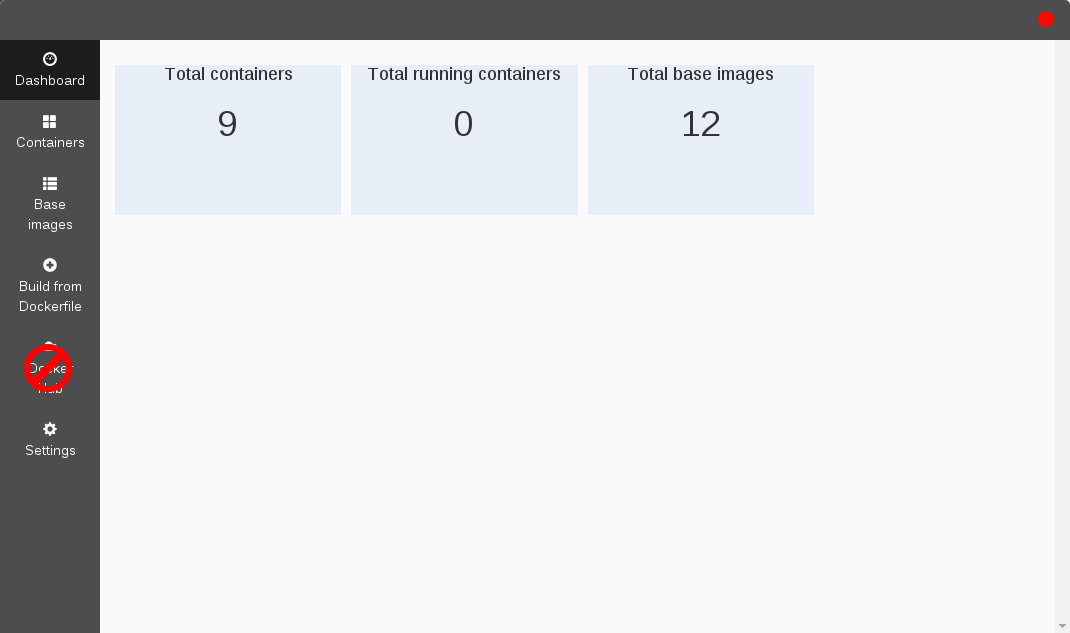 Dashboard
Containers
Base
images
Build from
Dockerfile
Docker
Hub
Settings
Total containers
9
Total running containers
0
Total base images
12